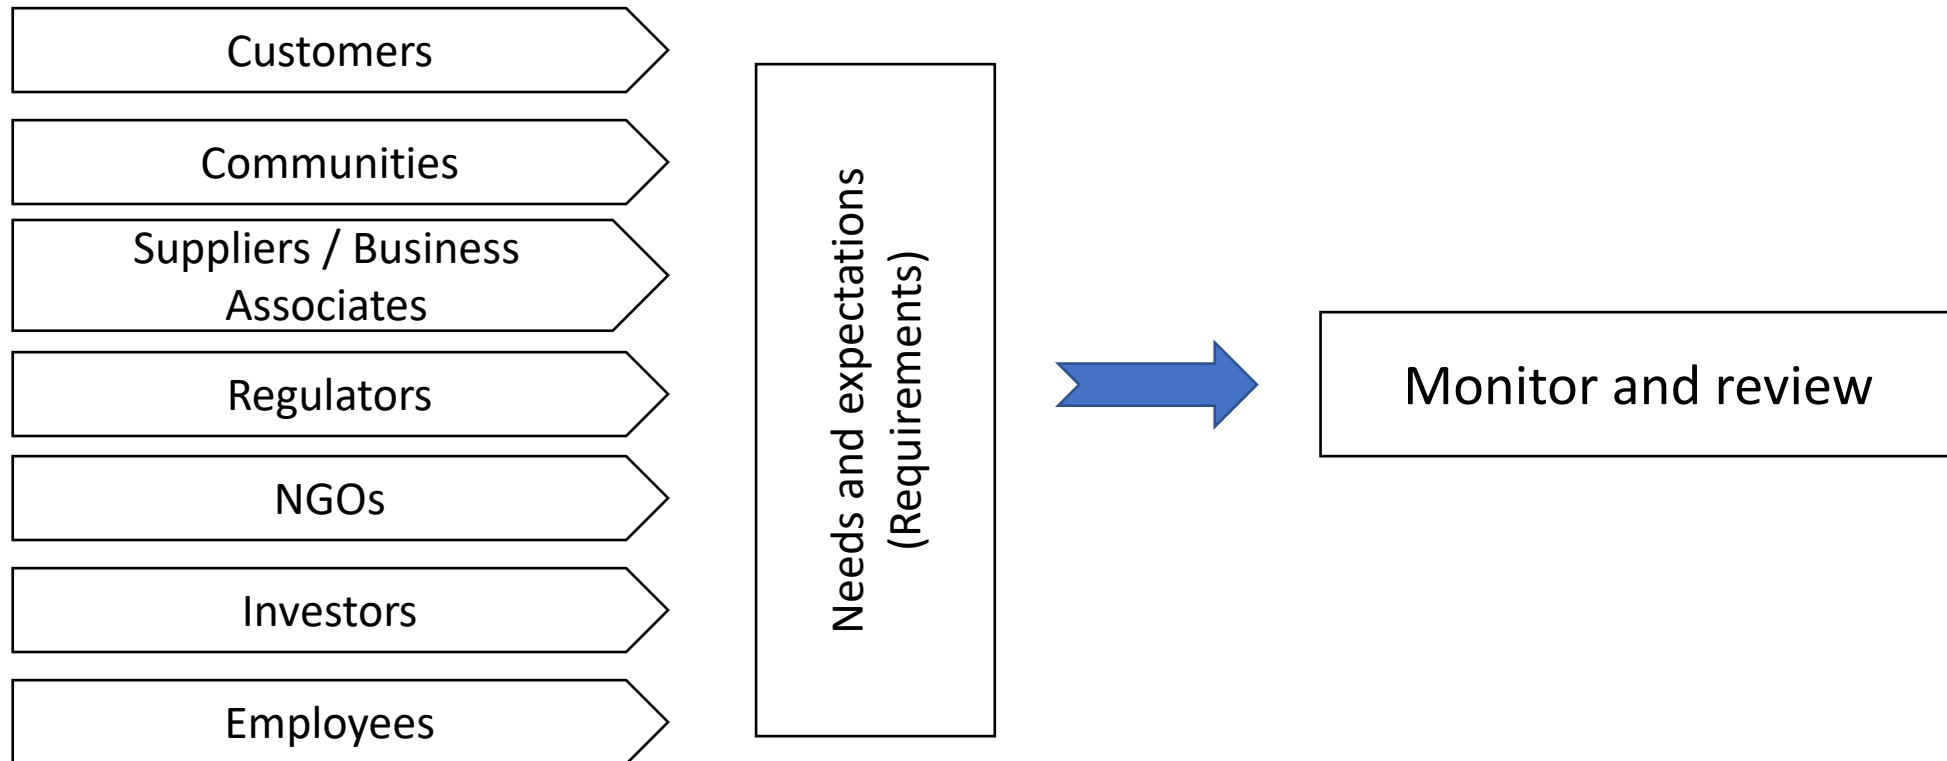 Customers
Communities
Suppliers / Business
Associates
Regulators
NGOs
Investors
Employees
Needs and expectations
(Requirements)
Monitor and review